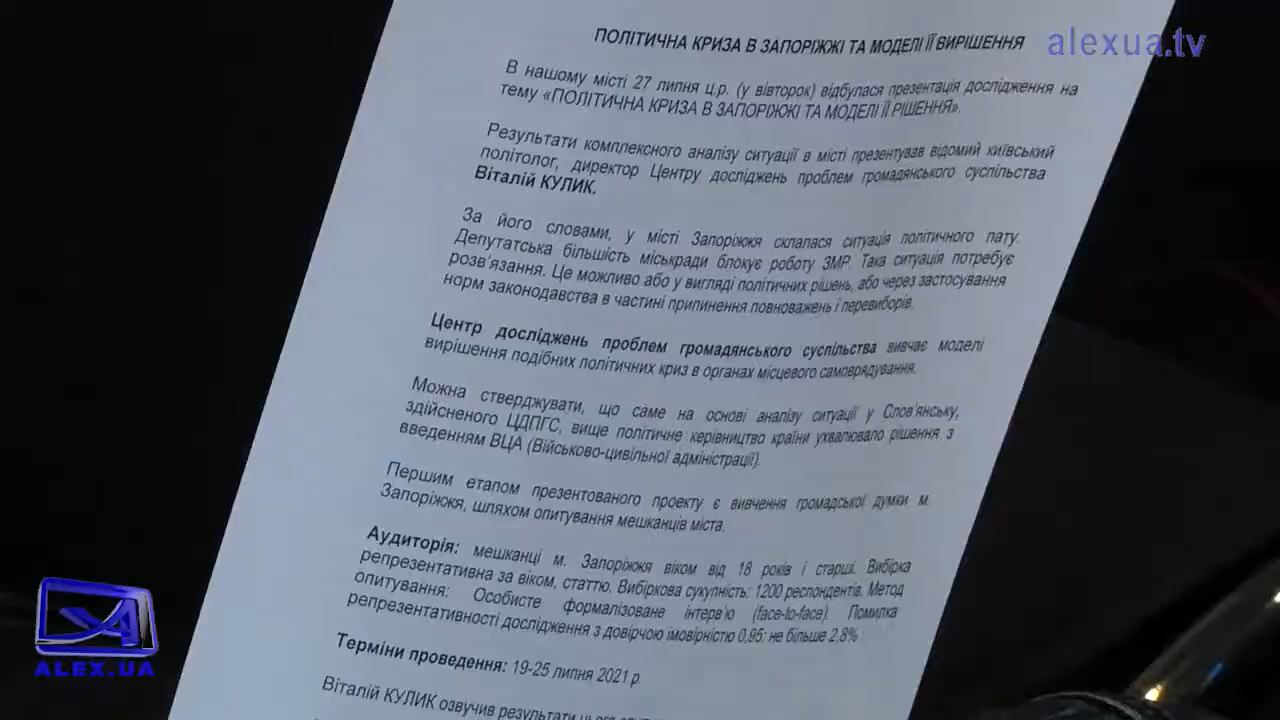 ПОЛІТИЧНА КРИЗА В ЗАПОРІЖЖІ ТА МОДЕЛІ ЇЇ ВИРІШЕННЯ
alexua.tv
В нашому місті 27 липня ц.р. (у вівторок) відбулася презентація дослідження на
тему «ПОЛІТИЧНА КРИЗА В ЗАПОРІЖЖІ ТА МОДЕЛІ ЇЇ РІШЕННЯ».
Результати комплексного аналізу ситуації в місті презентував відомий київський
політолог, директор Центру досліджень проблем громадянського суспільства
Віталій КУЛИК.
За його словами, у місті Запоріжжя склалася ситуація політичного пату.
Депутатська більшість міськради блокує роботу ЗМР. Така ситуація потребує
розв'язання. Це можливо або у вигляді політичних рішень, або через застосування
норм законодавства в частині припинення повноважень і перевиборів.
Центр досліджень проблем громадянського суспільства вивчає моделі
вирішення подібних політичних криз в органах місцевого самоврядування.
Можна стверджувати, що саме на основі аналізу ситуації у Слов'янську,
здійсненого ЦДПГС, вище політичне керівництво країни ухвалювало рішення з
введенням ВЦА (Військово-цивільної адміністрації).
Першим етапом презентованого проекту є вивчення громадської думки м.
Запоріжжя, шляхом опитування мешканців міста.
Аудиторія: мешканці м. Запоріжжя віком від 18 років і старші. Вибірка
репрезентативна за віком, статтю. Вибіркова сукупність: 1200 респондентів. Метод
опитування: Особисте формалізоване інтерв'ю (face-to-face). Помилка
репрезентативності дослідження з довірчою імовірністю 0,95: не більше 2,8%
Терміни проведення: 19-25 липня 2021 р.
Віталій КУЛИК озвучив результати
ALEX.UA